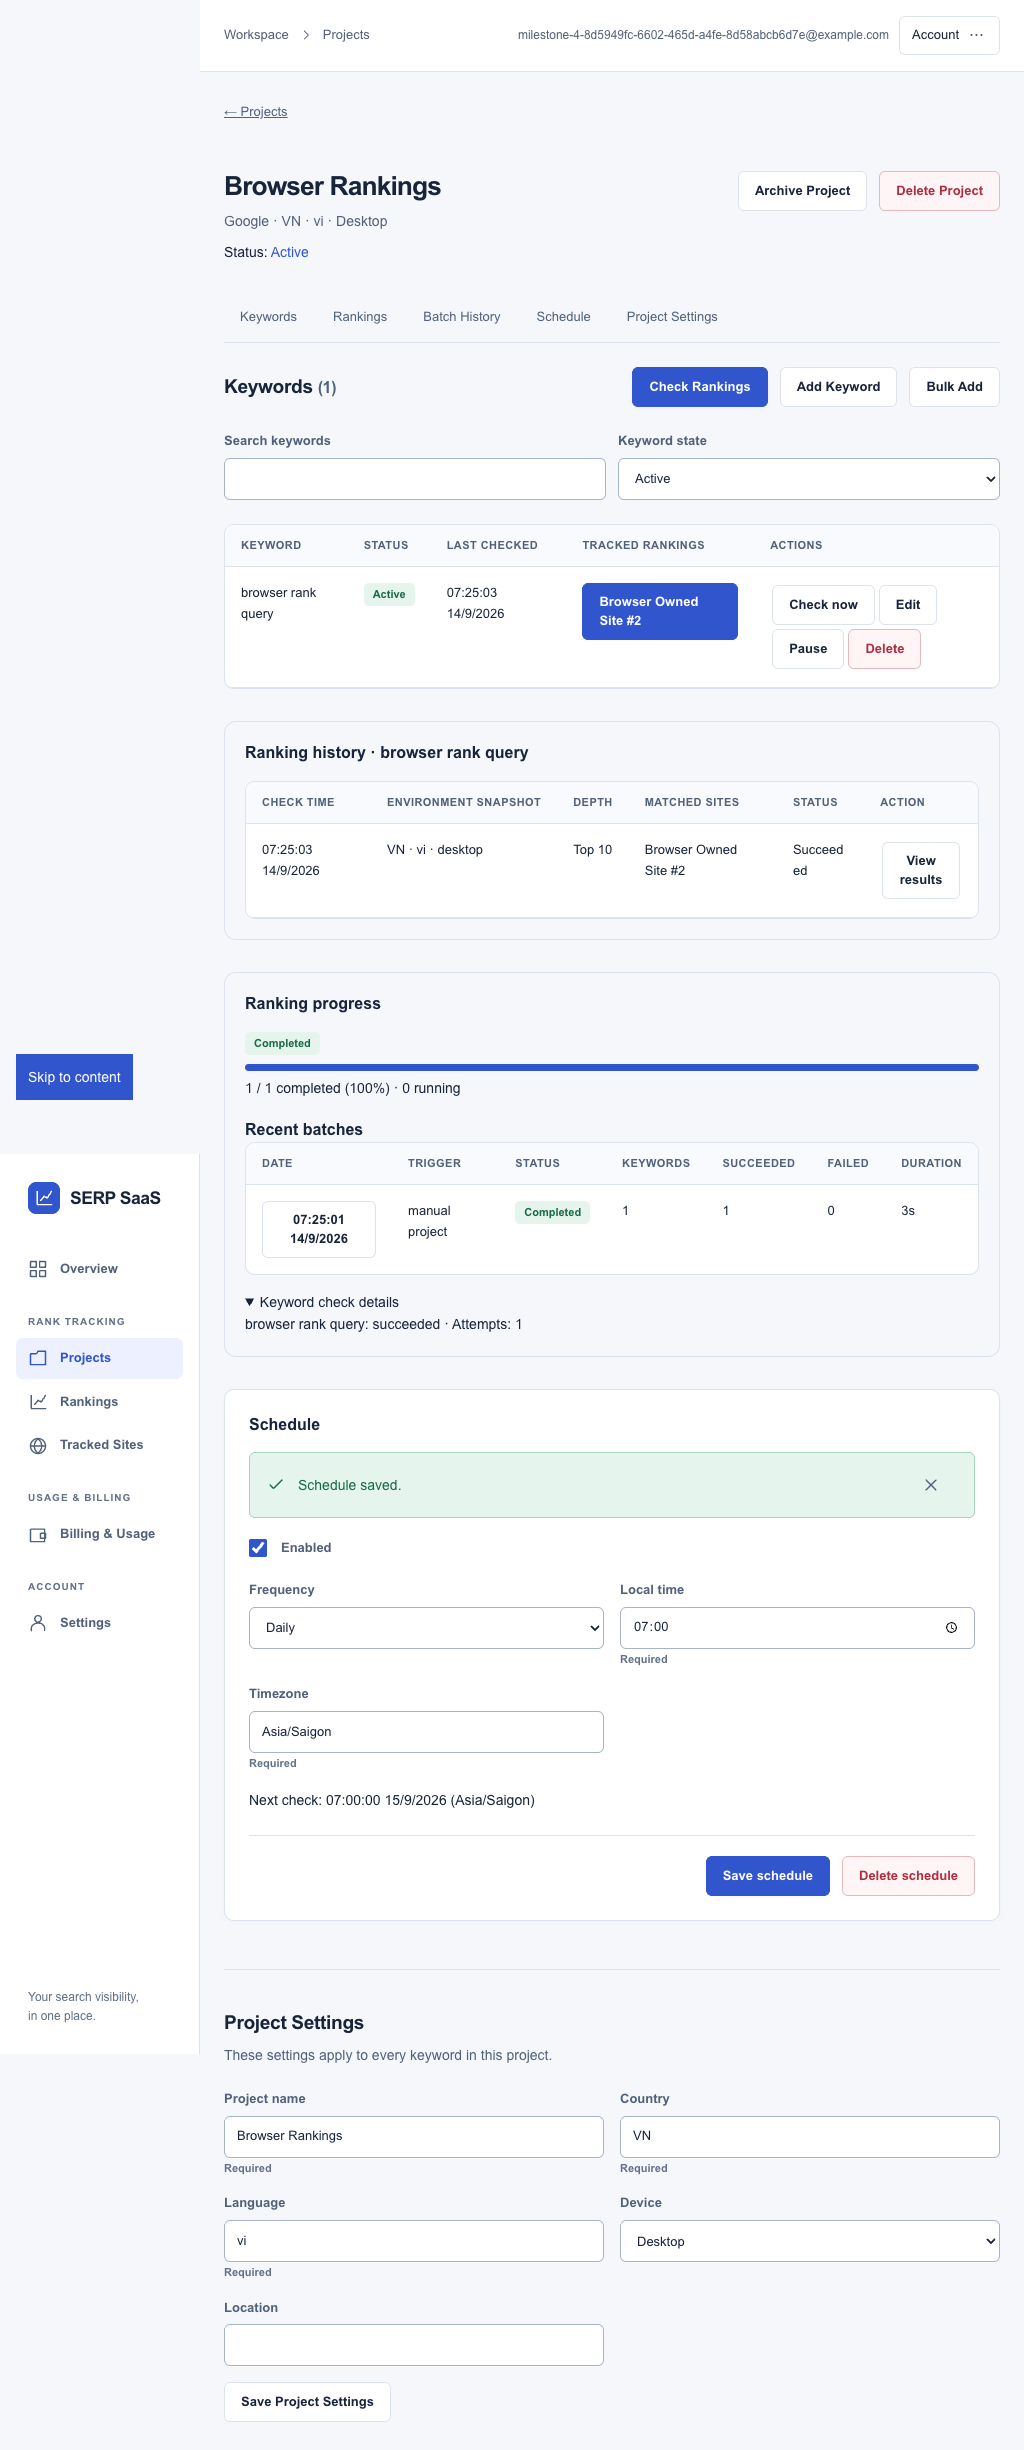 Workspace > Projects
milestone-4-8d5949fc-6602-465d-a4fe-8d58abcb6d7e@example.com
Account ···
← Projects
Browser Rankings
Archive Project
Delete Project
Google · VN · vi · Desktop
Status: Active
Keywords
Rankings
Batch History
Schedule
Project Settings
Keywords (1)
Check Rankings
Add Keyword
Bulk Add
Search keywords
Keyword state
Active
KEYWORD
STATUS
LAST CHECKED
TRACKED RANKINGS
ACTIONS
browser rank
query
Active
07:25:03
14/9/2026
Browser Owned
Site #2
Check now
Edit
Pause
Delete
Ranking history · browser rank query
CHECK TIME
ENVIRONMENT SNAPSHOT
DEPTH
MATCHED SITES
STATUS
ACTION
07:25:03
14/9/2026
VN · vi · desktop
Top 10
Browser Owned
Site #2
Succeed
ed
View
results
Ranking progress
Completed
1 / 1 completed (100%) · 0 running
Recent batches
DATE
TRIGGER
STATUS
KEYWORDS
SUCCEEDED
FAILED
DURATION
07:25:01
14/9/2026
manual
project
Completed
1
1
0
3s
▼ Keyword check details
browser rank query: succeeded · Attempts: 1
Skip to content
SERP SaaS
Overview
RANK TRACKING
Projects
Rankings
Tracked Sites
USAGE & BILLING
Billing & Usage
ACCOUNT
Settings
Your search visibility,
in one place.
Schedule
Schedule saved.
Enabled
Frequency
Daily
Local time
07:00
Required
Timezone
Asia/Saigon
Required
Next check: 07:00:00 15/9/2026 (Asia/Saigon)
Save schedule
Delete schedule
Project Settings
These settings apply to every keyword in this project.
Project name
Browser Rankings
Required
Country
VN
Required
Language
vi
Required
Device
Desktop
Location
Save Project Settings